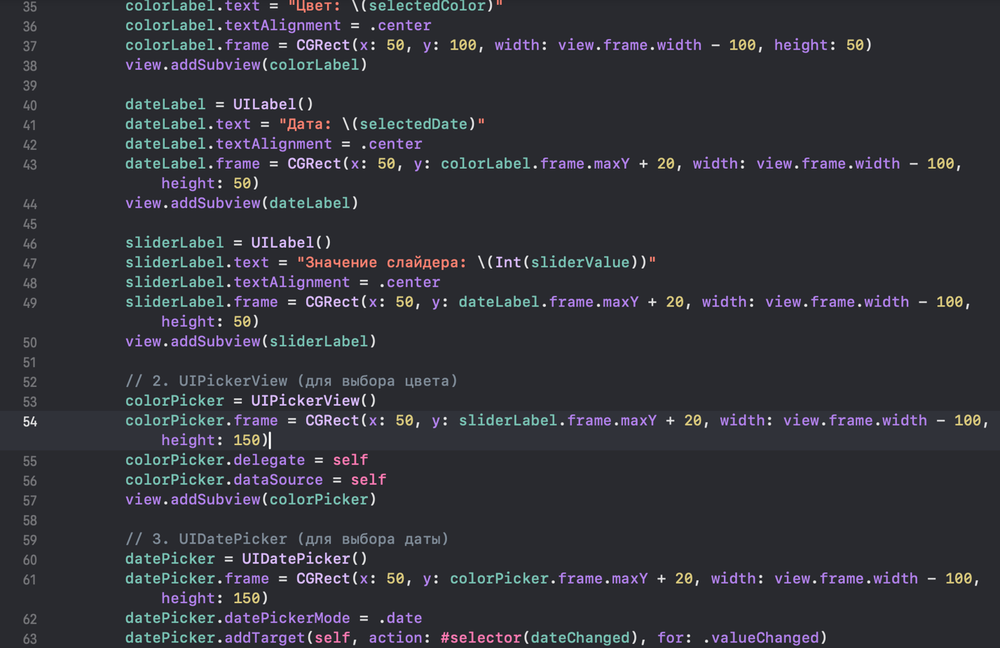 35 colorLabel.text = "Цвет: \(selectedColor)"
36 colorLabel.textAlignment = .center
37 colorLabel.frame = CGRect(x: 50, y: 100, width: view.frame.width - 100, height: 50)
38 view.addSubview(colorLabel)
39
40 dateLabel = UILabel()
41 dateLabel.text = "Дата: \(selectedDate)"
42 dateLabel.textAlignment = .center
43 dateLabel.frame = CGRect(x: 50, y: colorLabel.frame.maxY + 20, width: view.frame.width - 100,
height: 50)
44 view.addSubview(dateLabel)
45
46 sliderLabel = UILabel()
47 sliderLabel.text = "Значение слайдера: \(Int(sliderValue))"
48 sliderLabel.textAlignment = .center
49 sliderLabel.frame = CGRect(x: 50, y: dateLabel.frame.maxY + 20, width: view.frame.width - 100,
height: 50)
50 view.addSubview(sliderLabel)
51
52 // 2. UIPickerView (для выбора цвета)
53 colorPicker = UIPickerView()
54 colorPicker.frame = CGRect(x: 50, y: sliderLabel.frame.maxY + 20, width: view.frame.width - 100,
height: 150)
55 colorPicker.delegate = self
56 colorPicker.dataSource = self
57 view.addSubview(colorPicker)
58
59 // 3. UIDatePicker (для выбора даты)
60 datePicker = UIDatePicker()
61 datePicker.frame = CGRect(x: 50, y: colorPicker.frame.maxY + 20, width: view.frame.width - 100,
height: 150)
62 datePicker.datePickerMode = .date
63 datePicker.addTarget(self, action: #selector(dateChanged), for: .valueChanged)